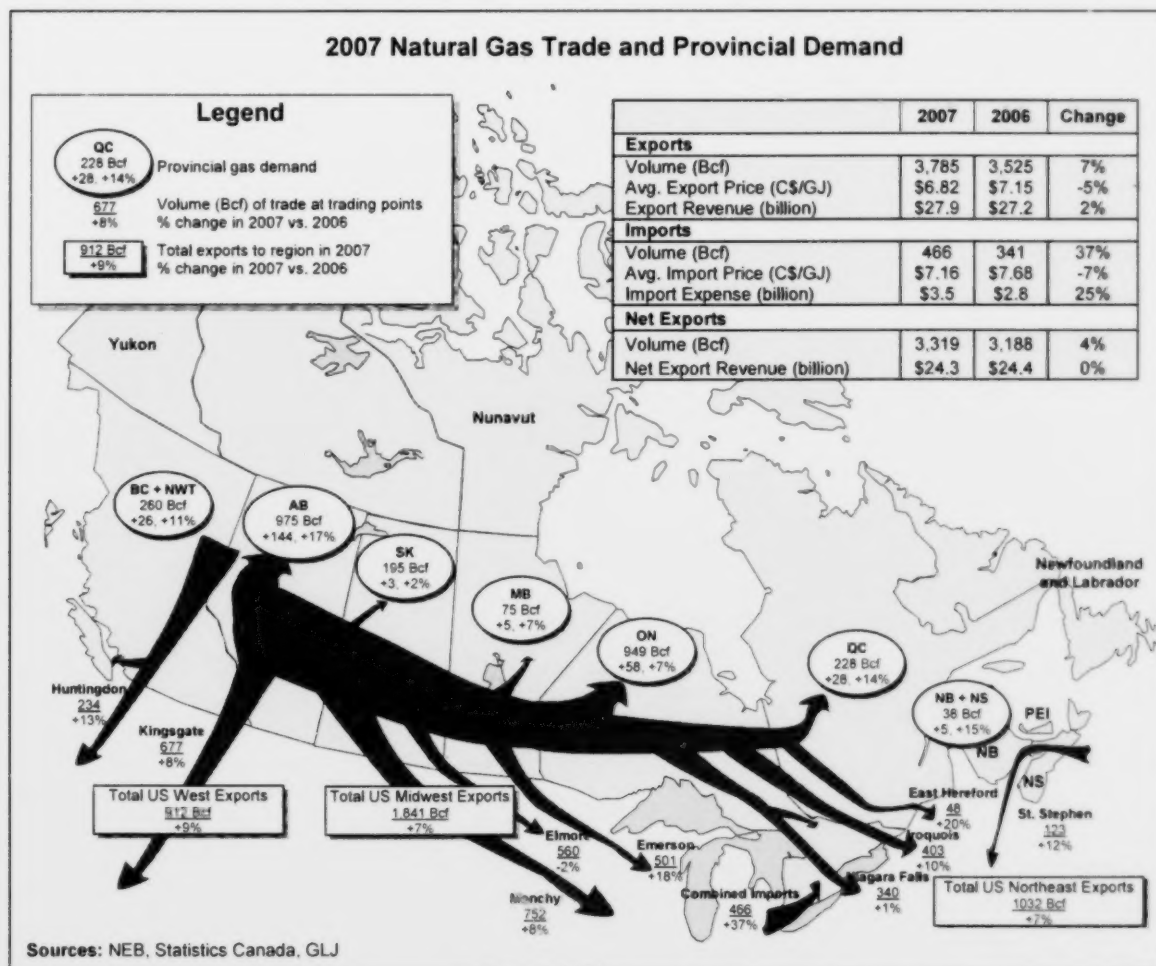 2007 Natural Gas Trade and Provincial Demand
Legend
QC
228 Bcf
+28, +14%
Provincial gas demand
677
+8%
Volume (Bcf) of trade at trading points
% change in 2007 vs. 2006
912 Bcf
+9%
Total exports to region in 2007
% change in 2007 vs. 2006
2007 2006 Change
Exports
Volume (Bcf) 3,785 3,525 7%
Avg. Export Price (C$/GJ) $6.82 $7.15 -5%
Export Revenue (billion) $27.9 $27.2 2%
Imports
Volume (Bcf) 466 341 37%
Avg. Import Price (C$/GJ) $7.16 $7.68 -7%
Import Expense (billion) $3.5 $2.8 25%
Net Exports
Volume (Bcf) 3,319 3,188 4%
Net Export Revenue (billion) $24.3 $24.4 0%
Yukon
Nunavut
BC + NWT
260 Bcf
+26, +11%
AB
975 Bcf
+144, +17%
SK
195 Bcf
+3, +2%
MB
75 Bcf
+5, +7%
ON
949 Bcf
+58, +7%
QC
228 Bcf
+28, +14%
Newfoundland
and Labrador
NB + NS
38 Bcf
+5, +15%
PEI
NB
NS
Huntingdon
234
+13%
Kingsgate
677
+8%
Total US West Exports
912 Bcf
+9%
Total US Midwest Exports
1,841 Bcf
+7%
Elmore
560
-2%
Emerson
501
+18%
Monchy
752
+8%
Combined Imports
466
+37%
Niagara Falls
340
+1%
Iroquois
403
+10%
East Hereford
48
+20%
St. Stephen
123
+12%
Total US Northeast Exports
1032 Bcf
+7%
Sources: NEB, Statistics Canada, GLJ